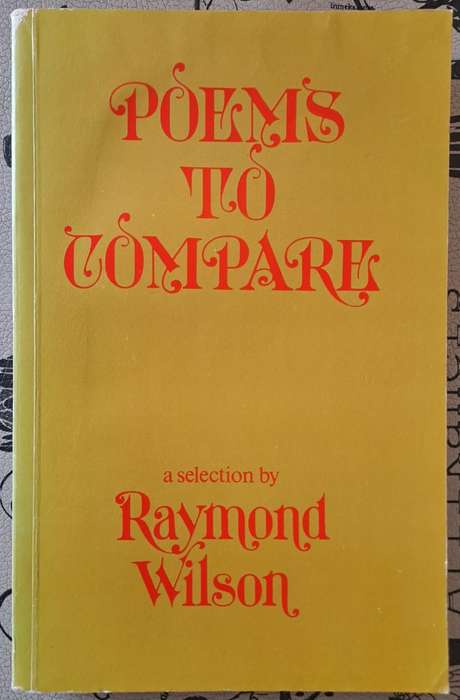 POEMS
TO
COMPARE
a selection by
Raymond
Wilson